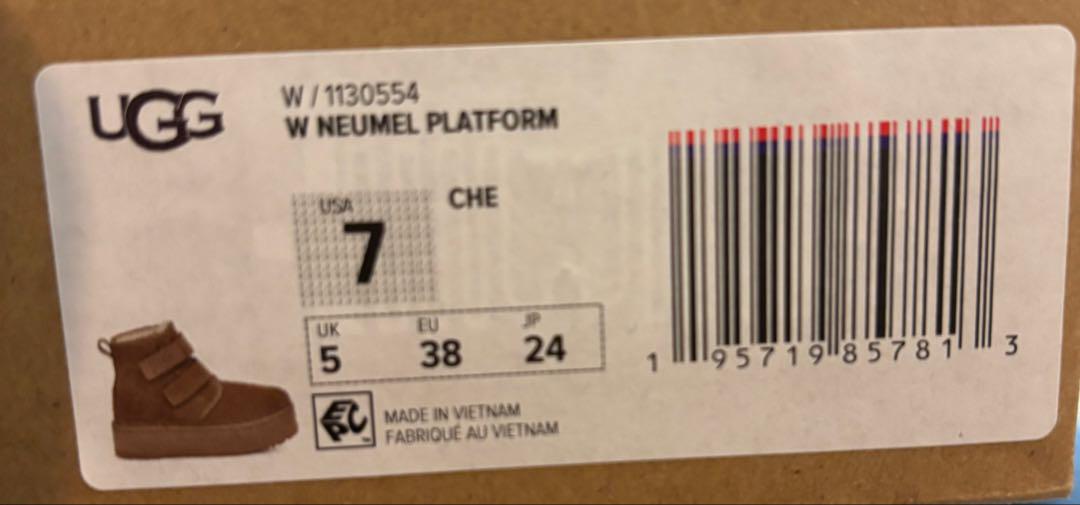 UGG
W / 1130554
W NEUMEL PLATFORM
USA
7
CHE
UK EU JP
5 38 24
EPC
MADE IN VIETNAM
FABRIQUÉ AU VIETNAM
1 95719 85781 3